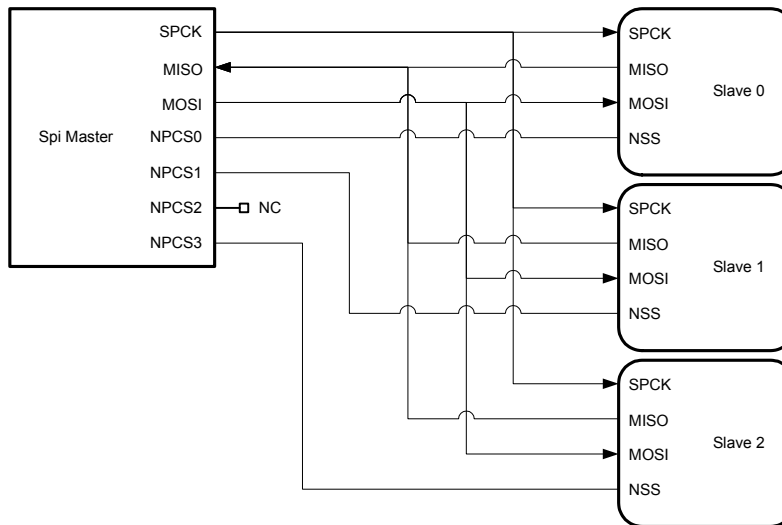 SPCK
MISO
MOSI
Spi Master
NPCS0
NPCS1
NPCS2
NC
NPCS3
SPCK
MISO
MOSI
Slave 0
NSS
SPCK
MISO
Slave 1
MOSI
NSS
SPCK
MISO
Slave 2
MOSI
NSS